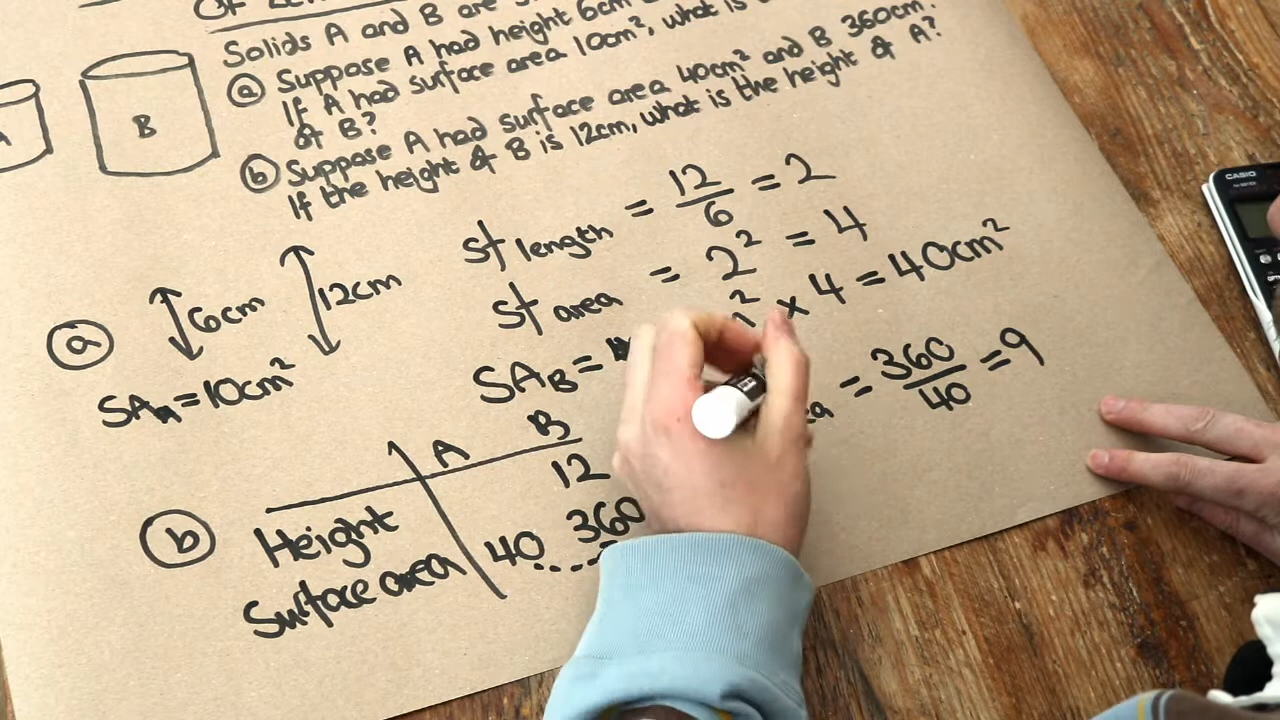 Solids A and B are
(a) Suppose A had height 6cm
If A had surface area 10cm², what is
of B?
(b) Suppose A had surface area 40cm² and B 360cm.
If the height of B is 12cm, what is the height of A?
A
B
CASIO
(a) 6cm 12cm
SA_A = 10cm²
sf length = 12/6 = 2
sf area = 2² = 4
SA_B = ² × 4 = 40cm²
= 360/40 = 9
(b) A B
Height 12
Surface area 40 360